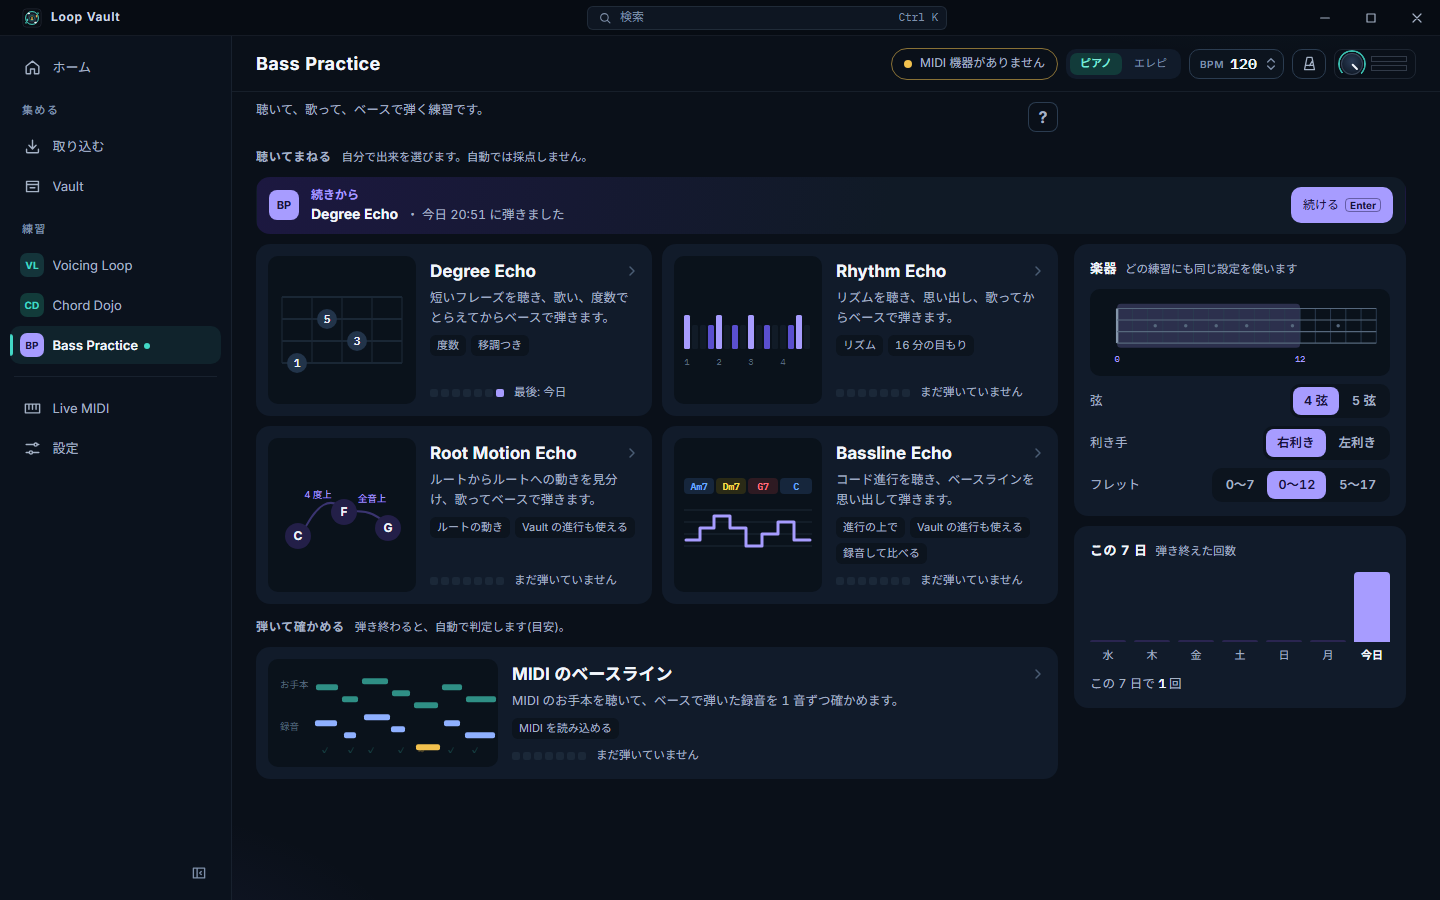 Loop Vault
検索
Ctrl K
ホーム
集める
取り込む
Vault
練習
VL Voicing Loop
CD Chord Dojo
BP Bass Practice
Live MIDI
設定
Bass Practice
MIDI 機器がありません
ピアノ エレピ
BPM 120
聴いて、歌って、ベースで弾く練習です。
?
聴いてまねる 自分で出来を選びます。自動では採点しません。
BP
続きから
Degree Echo ・今日 20:51 に弾きました
続ける Enter
5
3
1
Degree Echo
短いフレーズを聴き、歌い、度数で
とらえてからベースで弾きます。
度数 移調つき
最後: 今日
1 2 3 4
Rhythm Echo
リズムを聴き、思い出し、歌ってか
らベースで弾きます。
リズム 16 分の目もり
まだ弾いていません
4 度上 全音上
C F G
Root Motion Echo
ルートからルートへの動きを見分
け、歌ってベースで弾きます。
ルートの動き Vault の進行も使える
まだ弾いていません
Am7 Dm7 G7 C
Bassline Echo
コード進行を聴き、ベースラインを
思い出して弾きます。
進行の上で Vault の進行も使える
録音して比べる
まだ弾いていません
弾いて確かめる 弾き終わると、自動で判定します(目安)。
お手本
録音
MIDI のベースライン
MIDI のお手本を聴いて、ベースで弾いた録音を 1 音ずつ確かめます。
MIDI を読み込める
まだ弾いていません
楽器 どの練習にも同じ設定を使います
0 12
弦 4 弦 5 弦
利き手 右利き 左利き
フレット 0〜7 0〜12 5〜17
この 7 日 弾き終えた回数
水 木 金 土 日 月 今日
この 7 日で 1 回